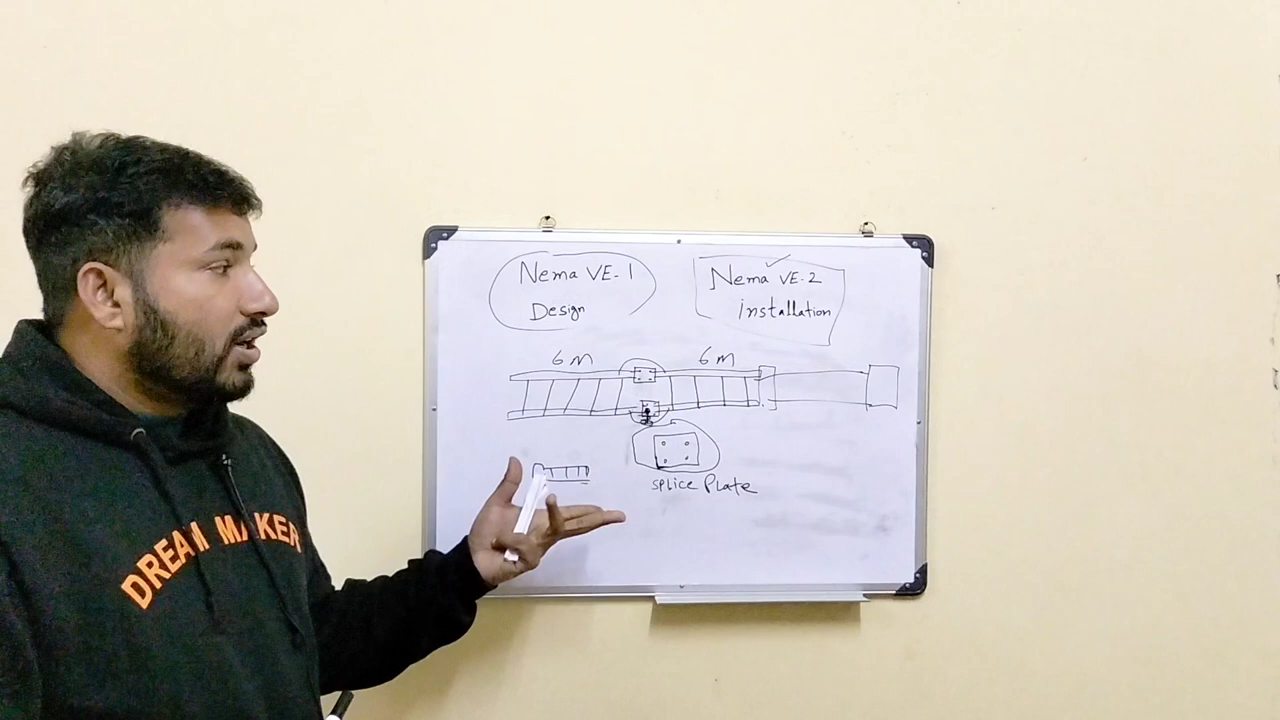 Nema VE-1
Design
Nema VE-2
installation
6 M
6 M
splice Plate
DREAM MAKER